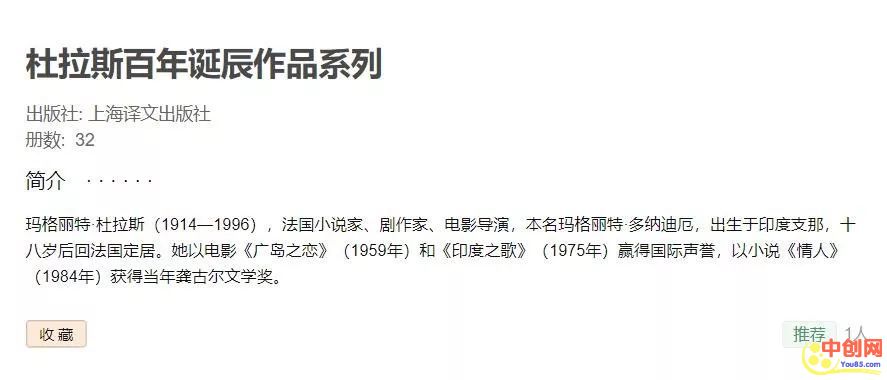 杜拉斯百年诞辰作品系列
出版社: 上海译文出版社
册数: 32
简介 · · · · · ·
玛格丽特·杜拉斯（1914—1996），法国小说家、剧作家、电影导演，本名玛格丽特·多纳迪厄，出生于印度支那，十
八岁后回法国定居。她以电影《广岛之恋》（1959年）和《印度之歌》（1975年）赢得国际声誉，以小说《情人》
（1984年）获得当年龚古尔文学奖。
收藏
推荐 1人
中创网
You85.com